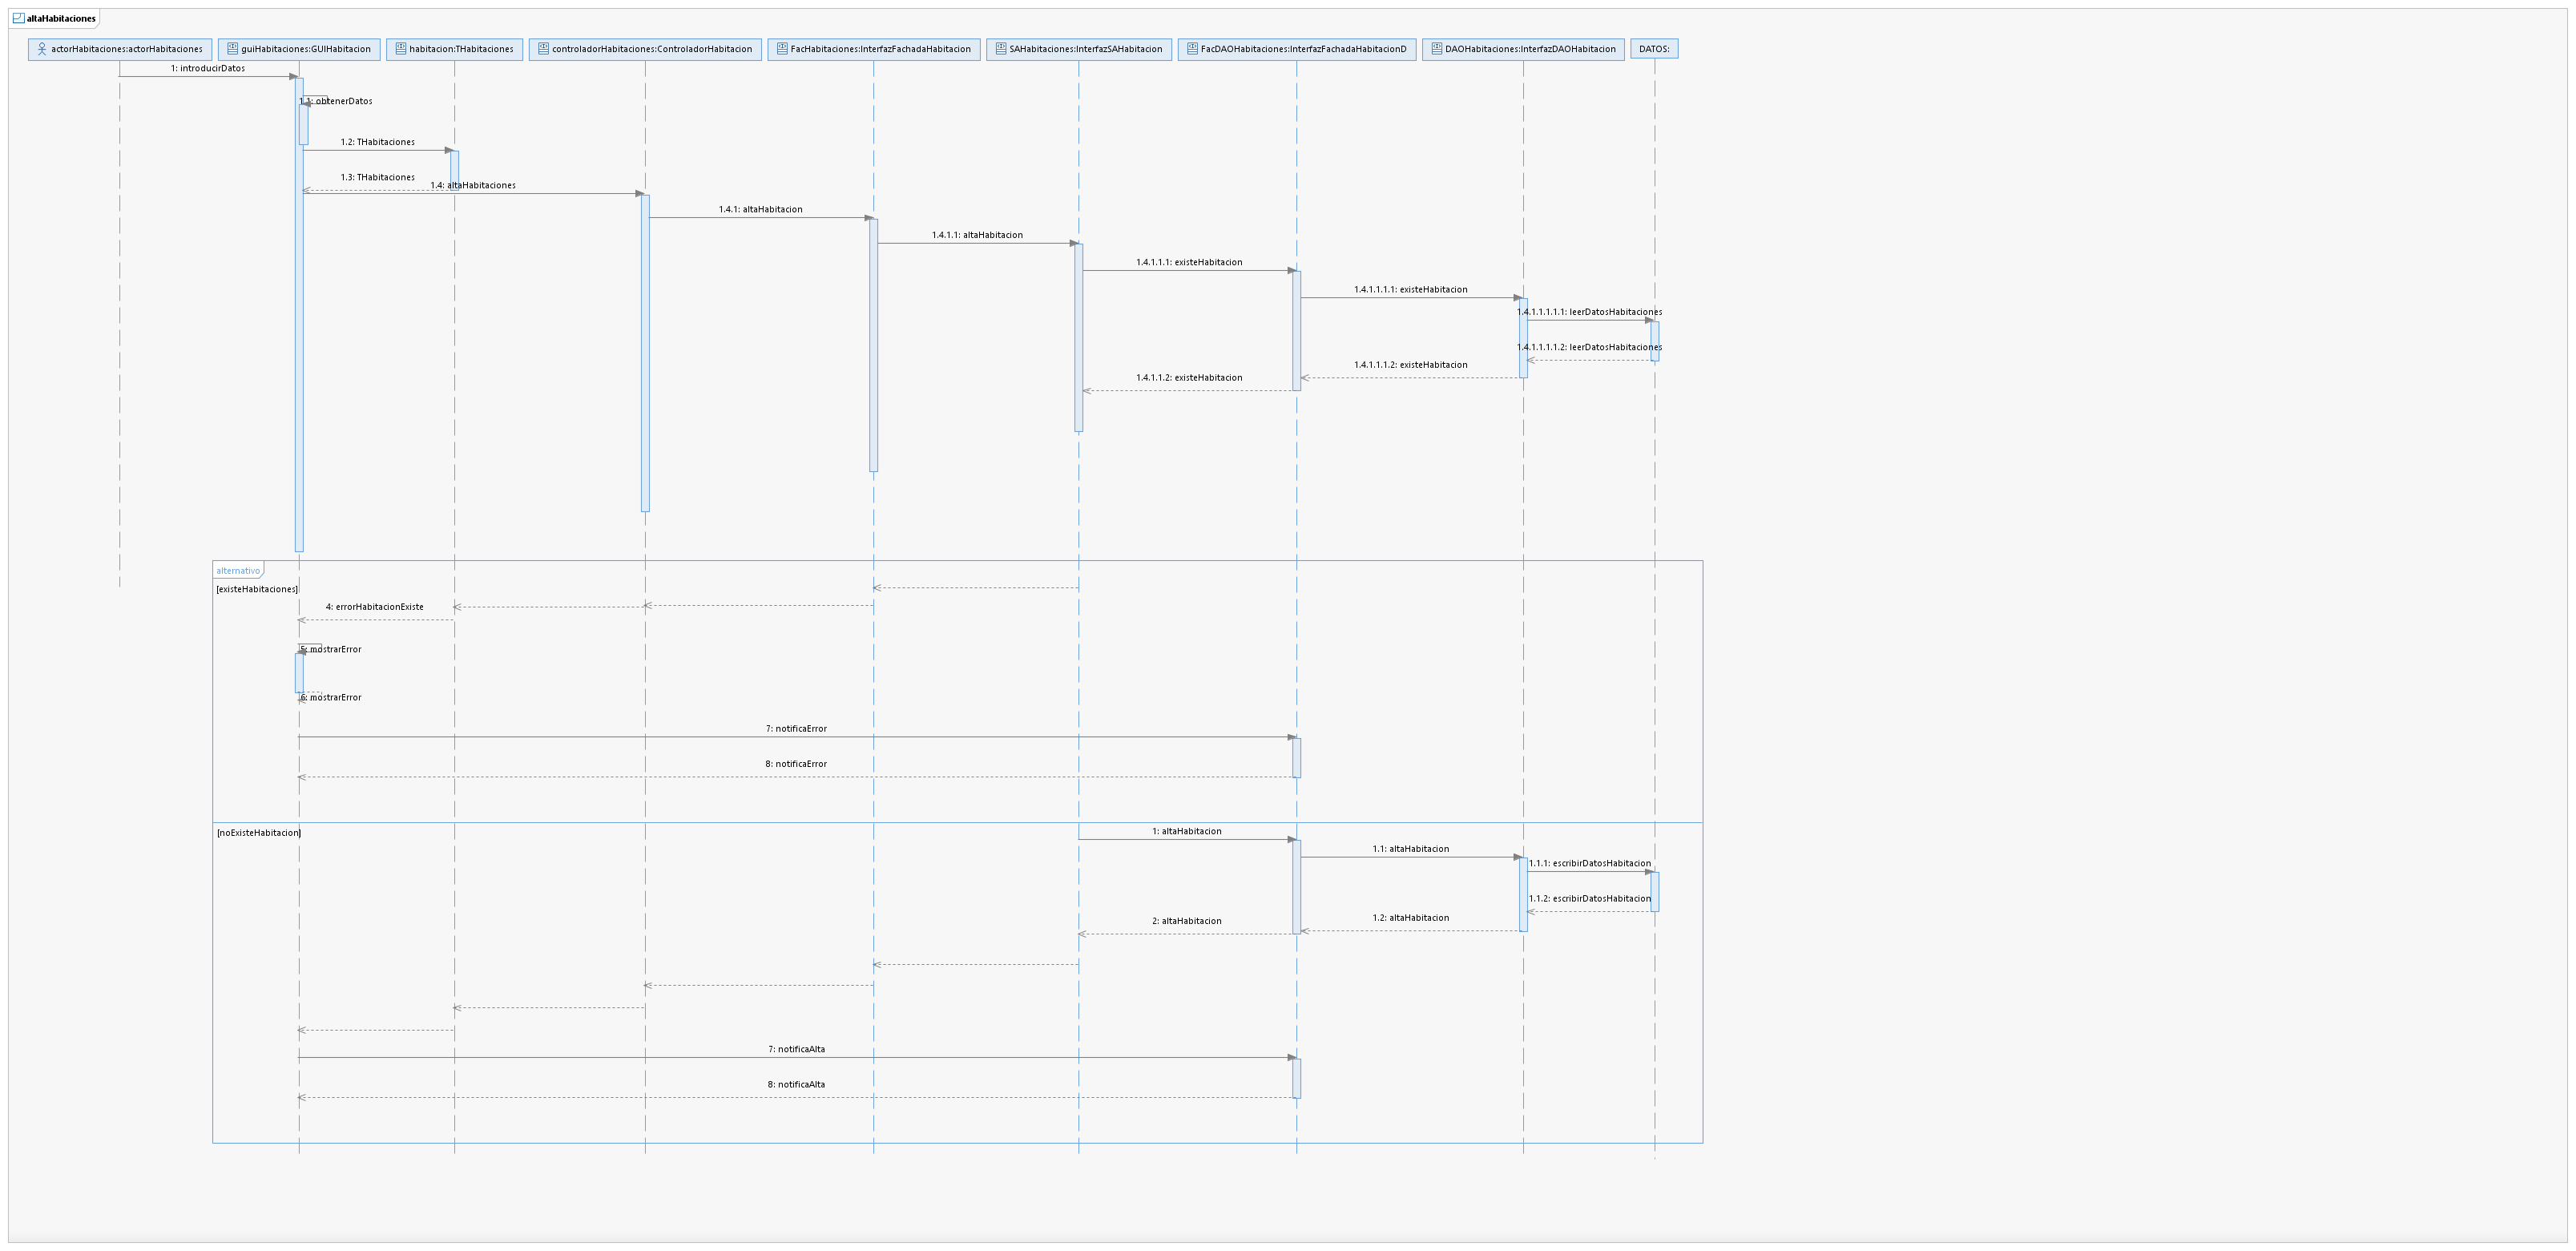 altaHabitaciones
actorHabitaciones:actorHabitaciones
guiHabitaciones:GUIHabitacion
habitacion:THabitaciones
controladorHabitaciones:ControladorHabitacion
FacHabitaciones:InterfazFachadaHabitacion
SAHabitaciones:InterfazSAHabitacion
FacDAOHabitaciones:InterfazFachadaHabitacionD
DAOHabitaciones:InterfazDAOHabitacion
DATOS:
1: introducirDatos
1.1: obtenerDatos
1.2: THabitaciones
1.3: THabitaciones
1.4: altaHabitaciones
1.4.1: altaHabitacion
1.4.1.1: altaHabitacion
1.4.1.1.1: existeHabitacion
1.4.1.1.1.1: existeHabitacion
1.4.1.1.1.1.1: leerDatosHabitaciones
1.4.1.1.1.1.2: leerDatosHabitaciones
1.4.1.1.1.2: existeHabitacion
1.4.1.1.2: existeHabitacion
alternativo
[existeHabitaciones]
4: errorHabitacionExiste
5: mostrarError
6: mostrarError
7: notificaError
8: notificaError
[noExisteHabitacion]
1: altaHabitacion
1.1: altaHabitacion
1.1.1: escribirDatosHabitacion
1.1.2: escribirDatosHabitacion
1.2: altaHabitacion
2: altaHabitacion
7: notificaAlta
8: notificaAlta